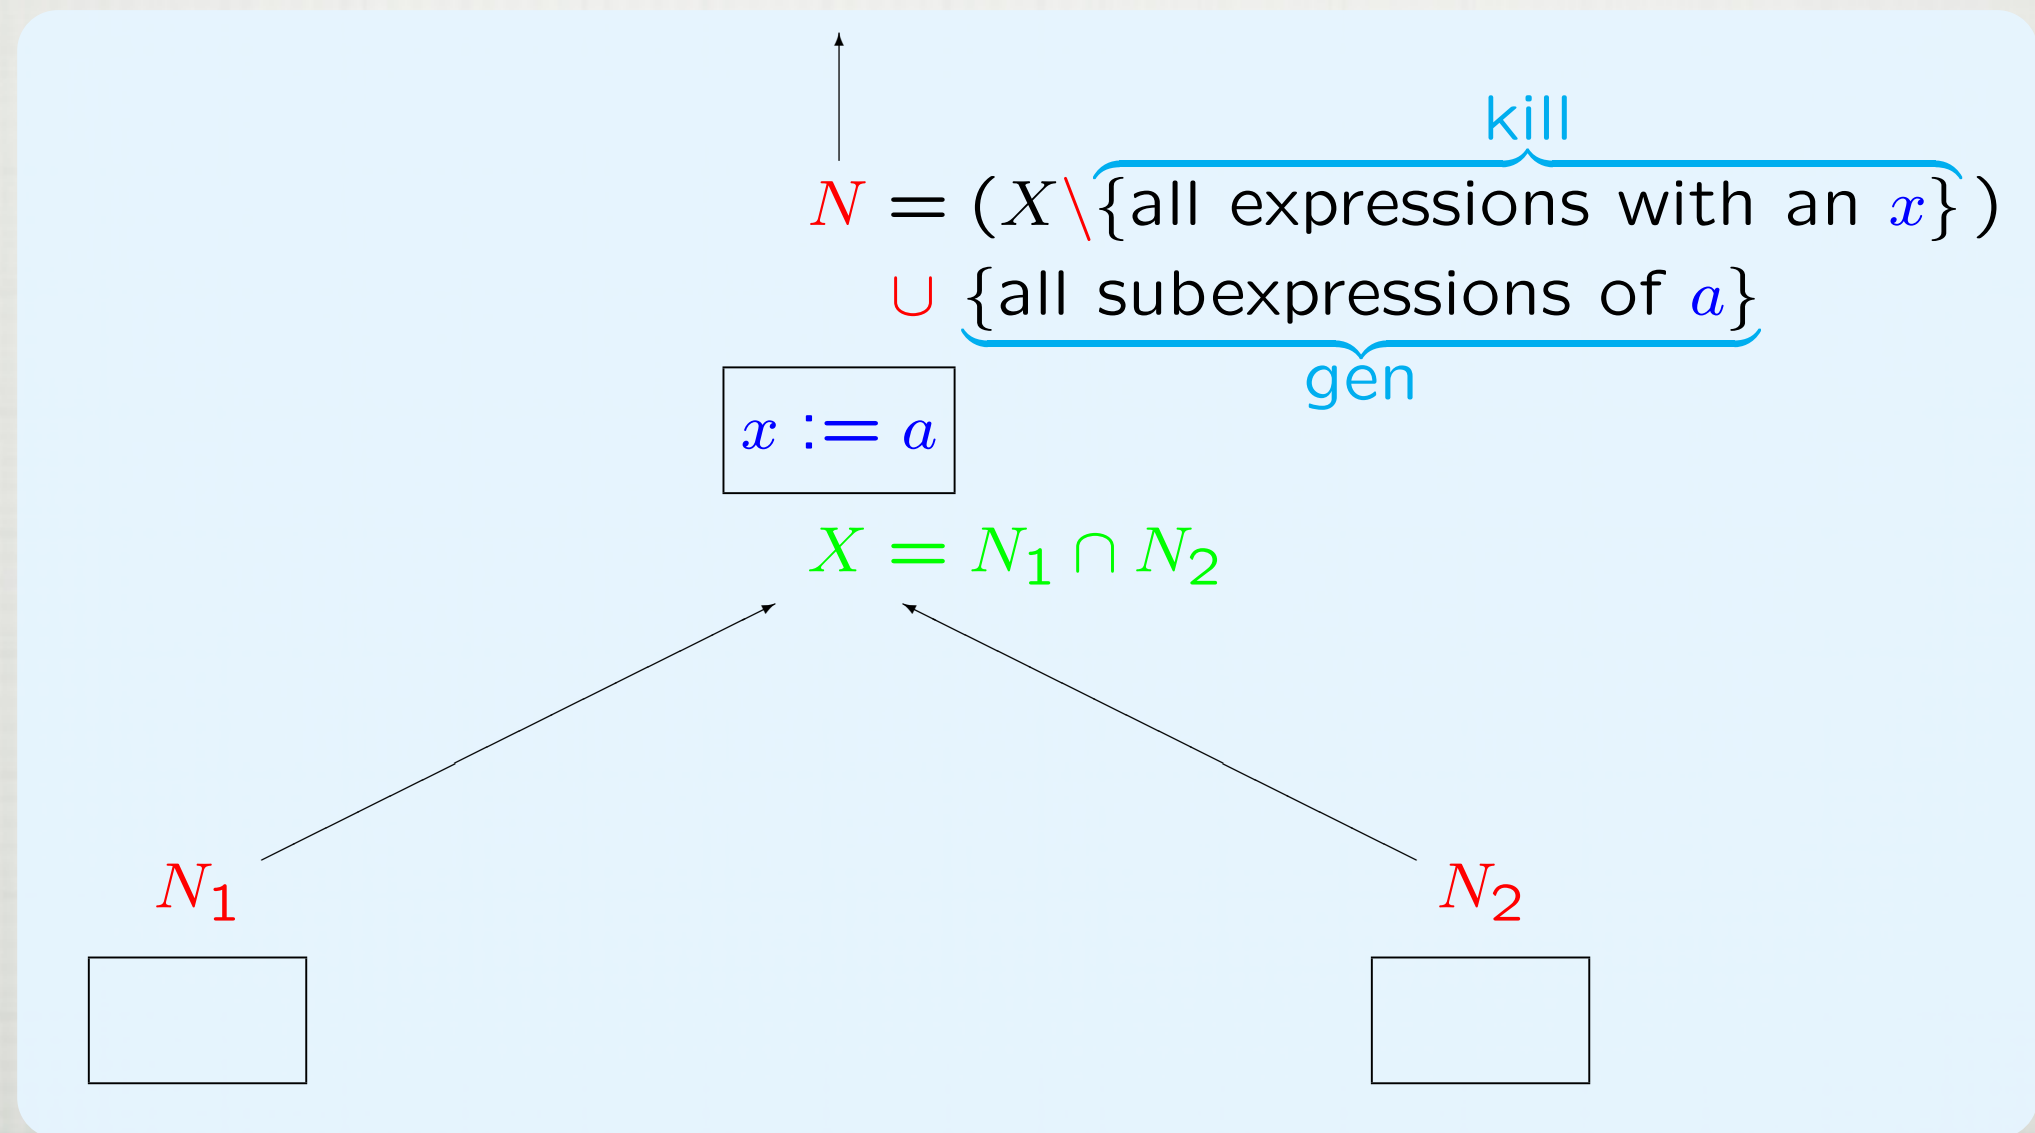 kill
N = (X\{all expressions with an x})
∪ {all subexpressions of a}
gen
x := a
X = N₁ ∩ N₂
N₁
N₂